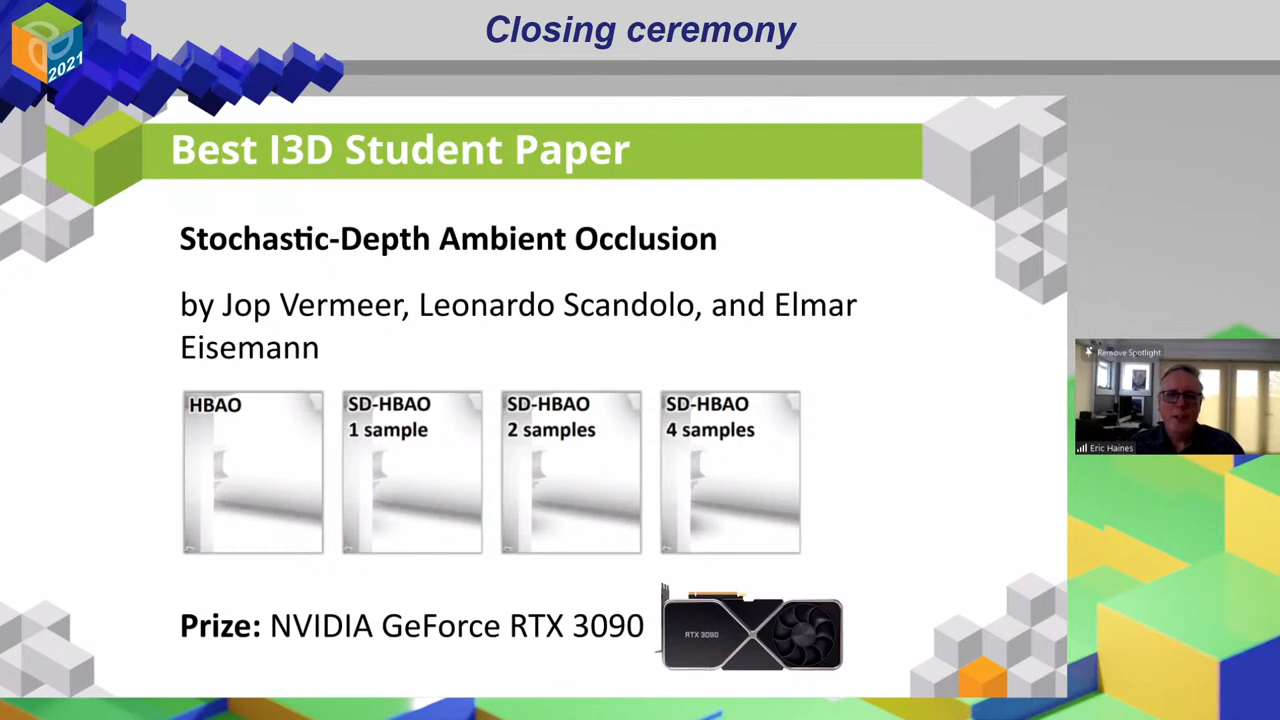 Closing ceremony
2021
Best I3D Student Paper
Stochastic-Depth Ambient Occlusion
by Jop Vermeer, Leonardo Scandolo, and Elmar
Eisemann
HBAO
SD-HBAO
1 sample
SD-HBAO
2 samples
SD-HBAO
4 samples
Remove Spotlight
Eric Haines
Prize: NVIDIA GeForce RTX 3090
RTX 3090